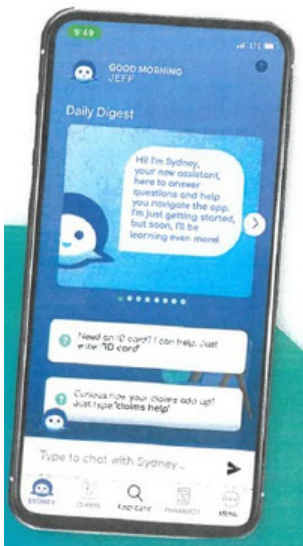 9:49
LTE
GOOD MORNING
JEFF
Daily Digest
Hi! I'm Sydney,
your new assistant,
here to answer
questions and help
you navigate the app.
I'm just getting started,
but soon, I'll be
learning even more!
Need an ID card? I can help. Just
enter "ID card"
Curious how your claims add up?
Just type "claims help"
Type to chat with Sydney...
SYDNEY
CLAIMS
FIND CARE
PHARMACY
MENU